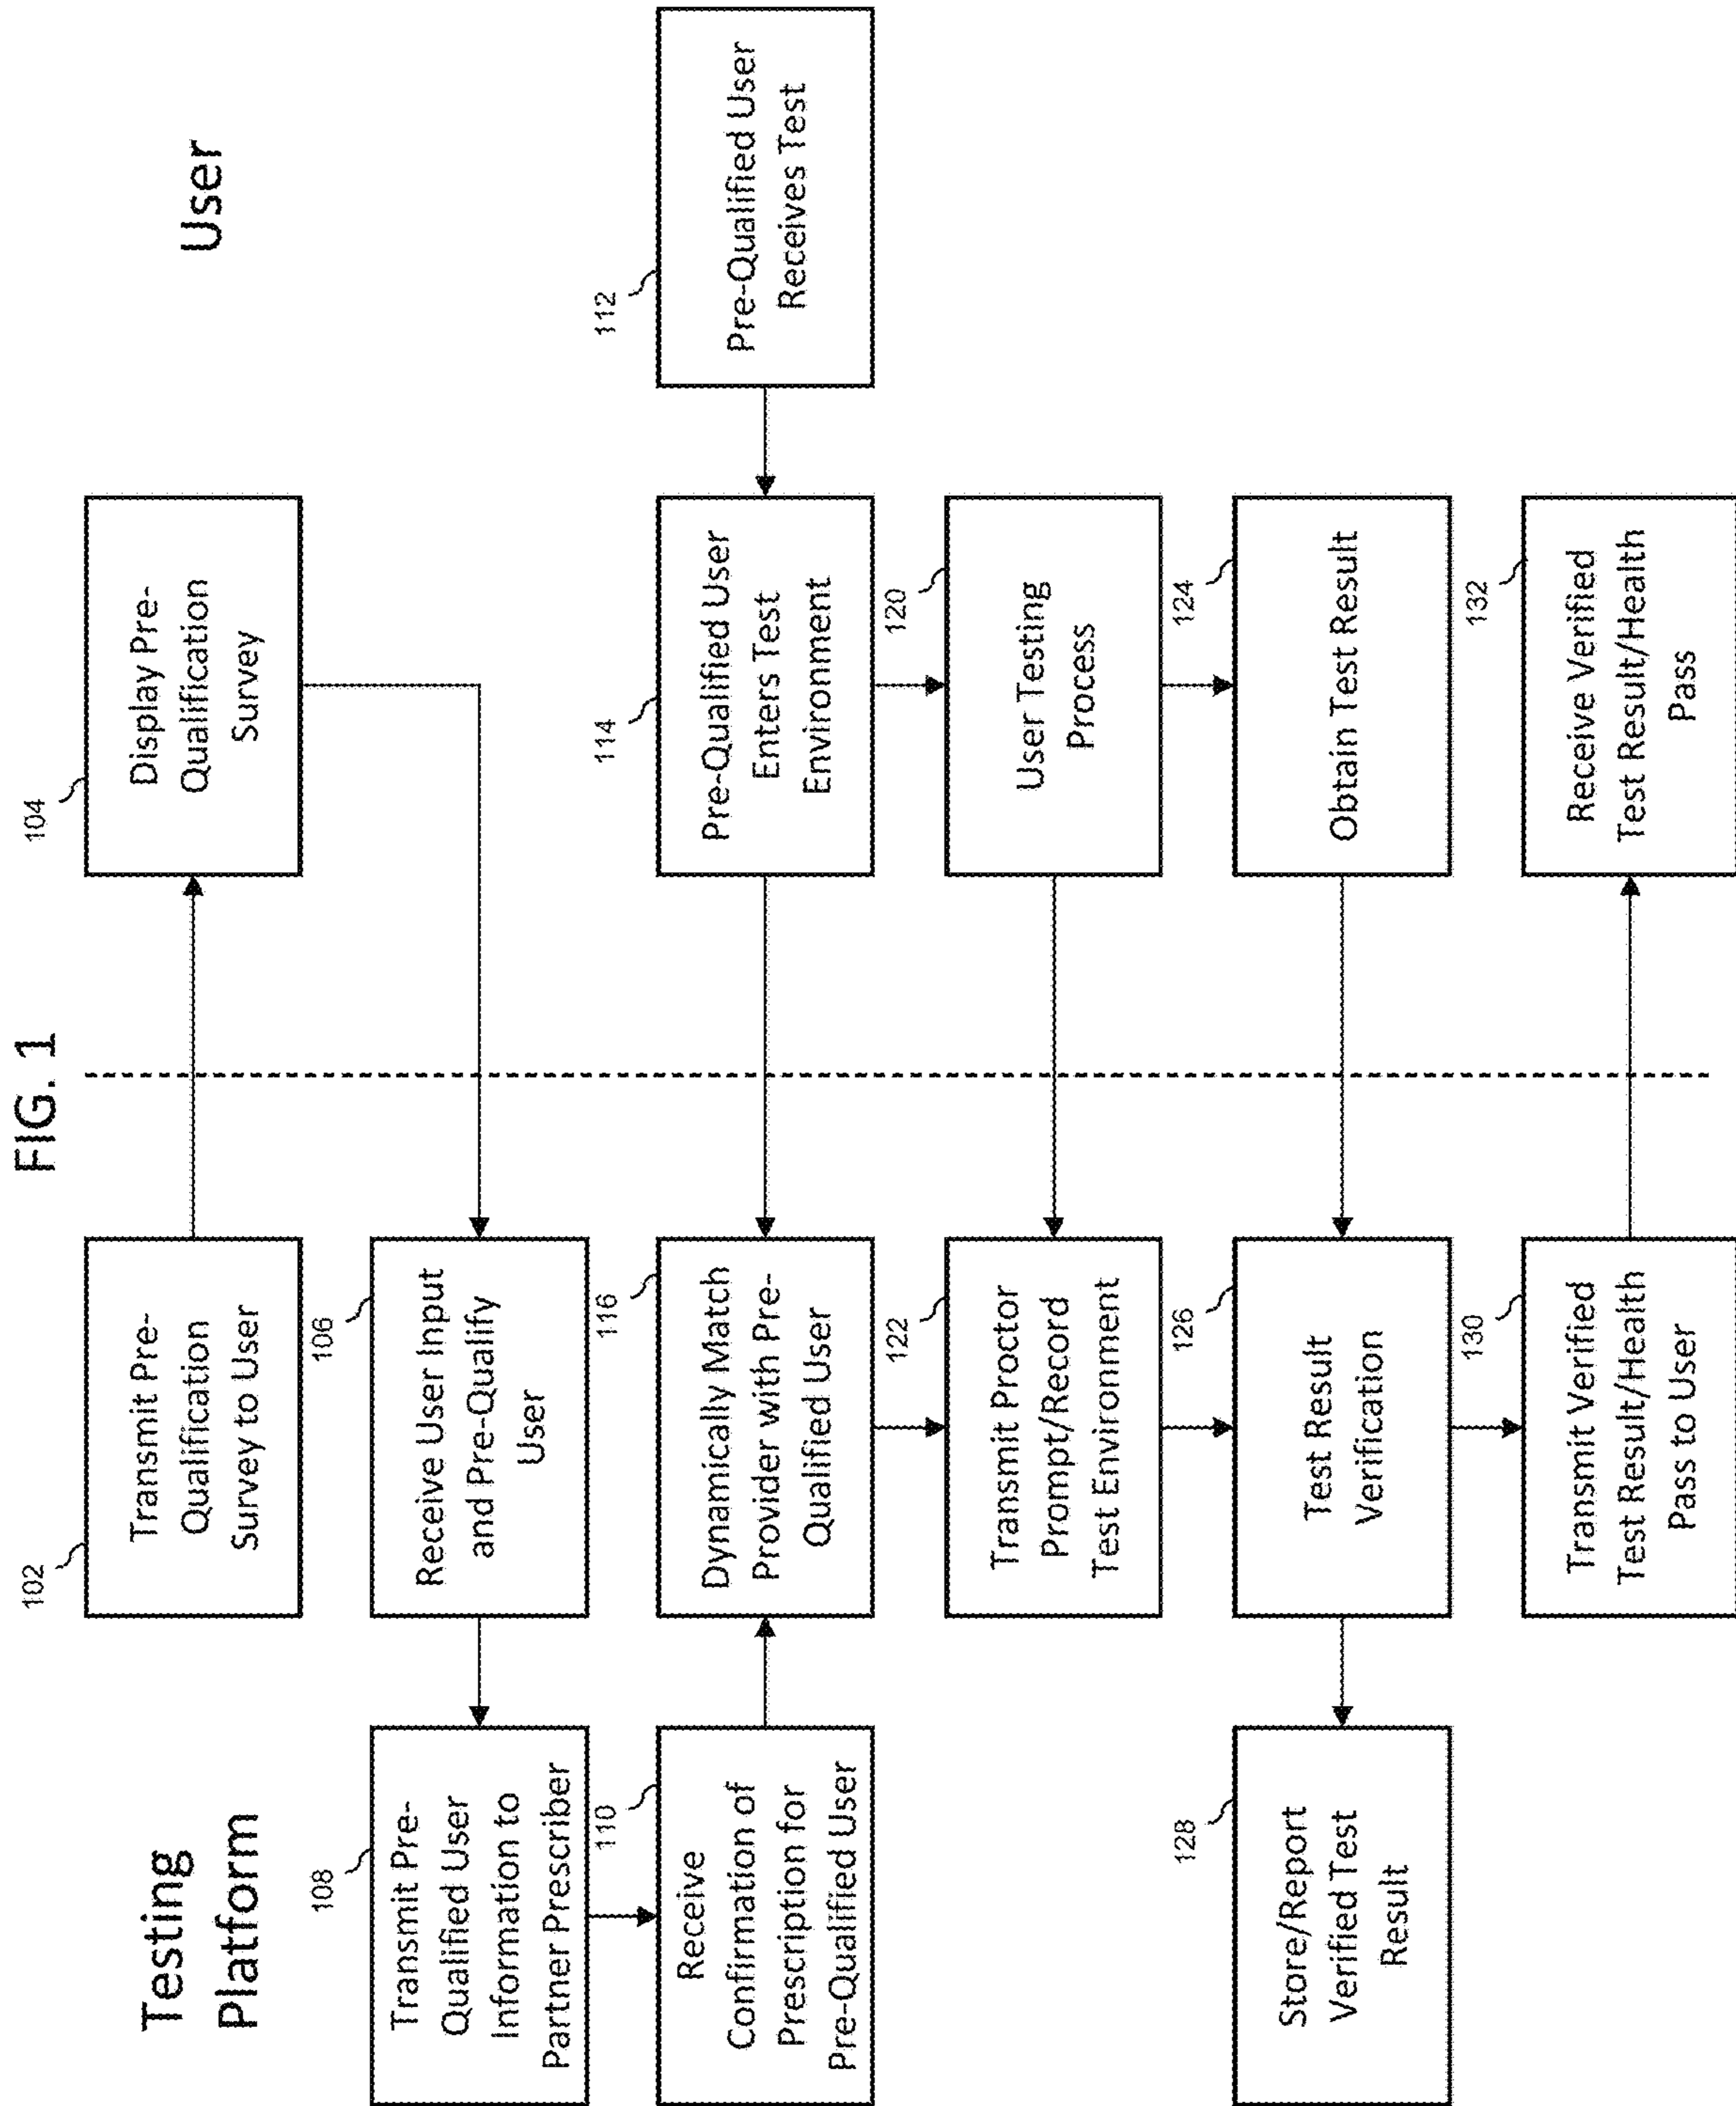 FIG. 1
Testing
Platform
User
102
Transmit Pre-
Qualification
Survey to User
104
Display Pre-
Qualification
Survey
106
Receive User Input
and Pre-Qualify
User
108
Transmit Pre-
Qualified User
Information to
Partner Prescriber
110
Receive
Confirmation of
Prescription for
Pre-Qualified User
116
Dynamically Match
Provider with Pre-
Qualified User
114
Pre-Qualified User
Enters Test
Environment
112
Pre-Qualified User
Receives Test
122
Transmit Proctor
Prompt/Record
Test Environment
120
User Testing
Process
128
Store/Report
Verified Test
Result
126
Test Result
Verification
124
Obtain Test Result
130
Transmit Verified
Test Result/Health
Pass to User
132
Receive Verified
Test Result/Health
Pass